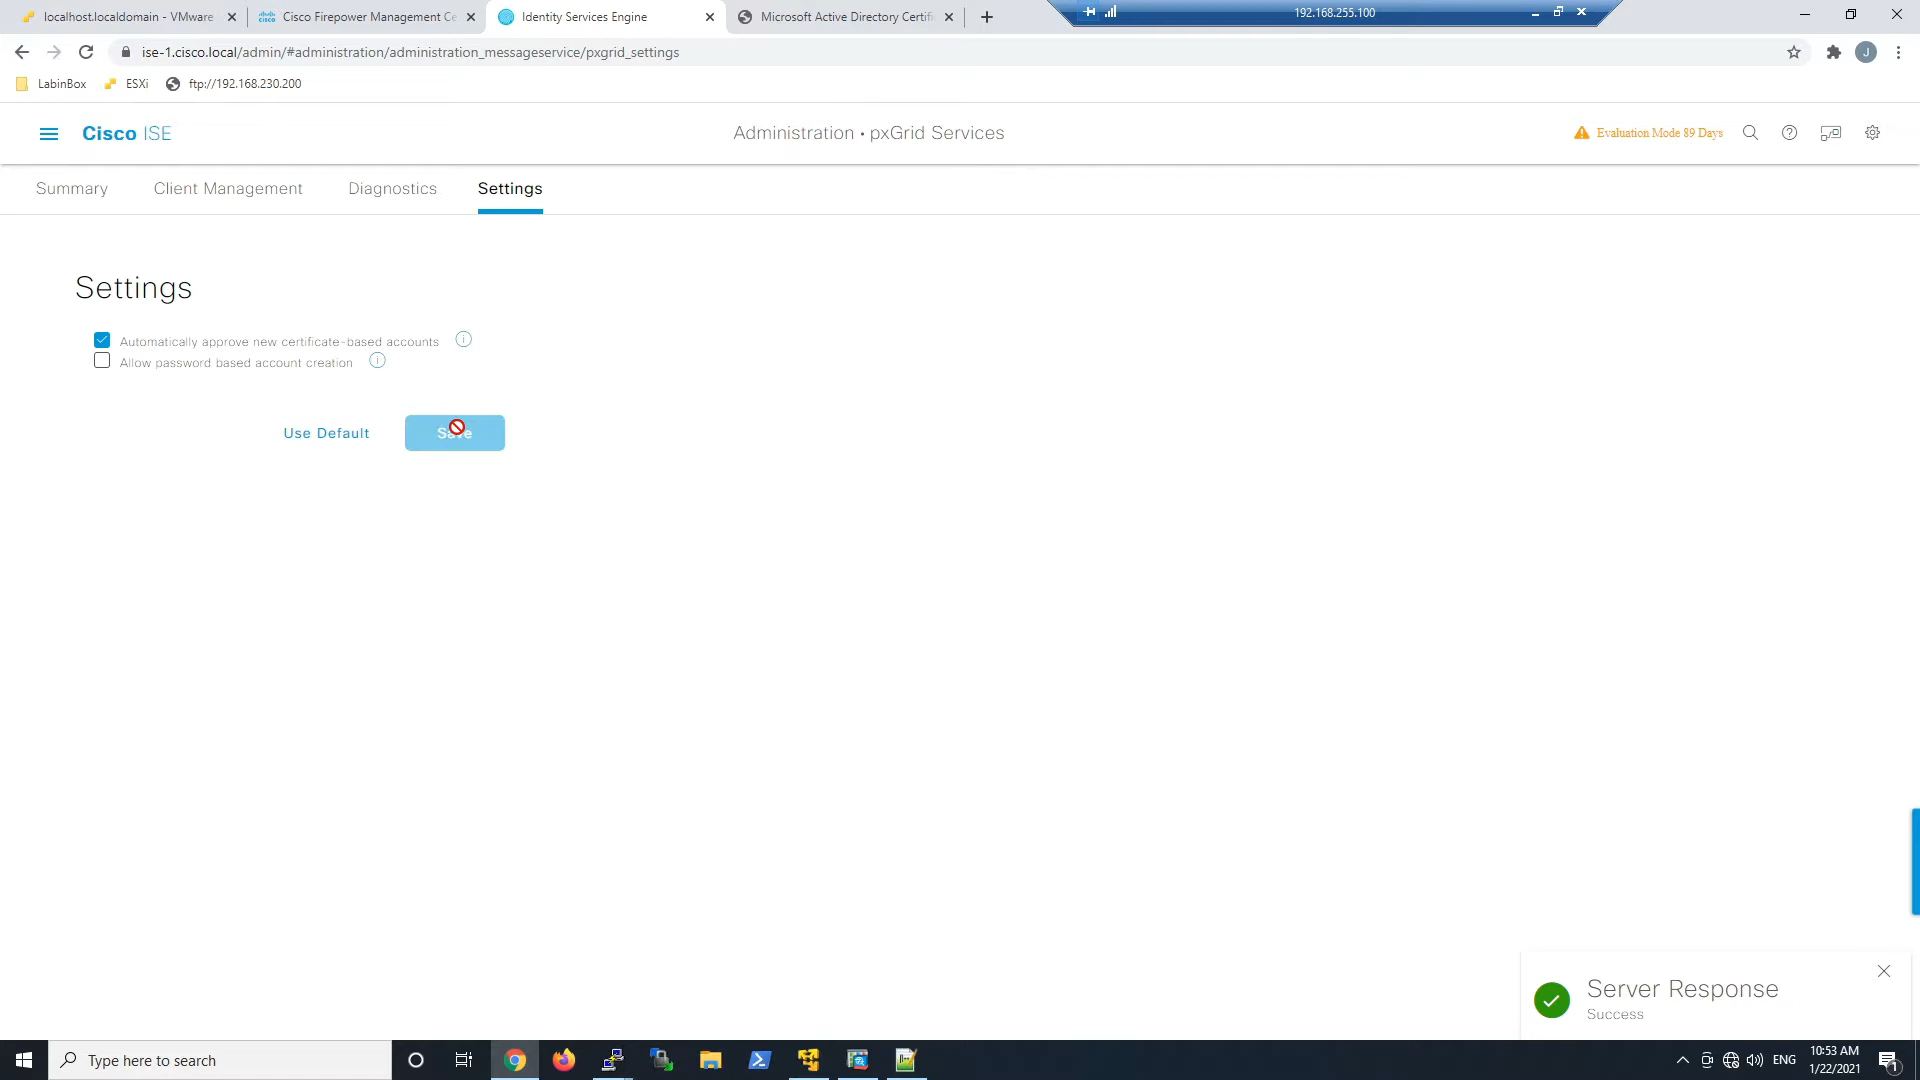 localhost.localdomain - VMware
Cisco Firepower Management Ce
Identity Services Engine
Microsoft Active Directory Certifi
192.168.255.100
ise-1.cisco.local/admin/#administration/administration_messageservice/pxgrid_settings
J
LabinBox
ESXi
ftp://192.168.230.200
Cisco ISE
Administration • pxGrid Services
Evaluation Mode 89 Days
Summary
Client Management
Diagnostics
Settings
Settings
Automatically approve new certificate-based accounts
Allow password based account creation
Use Default
Save
Server Response
Success
Type here to search
ENG
10:53 AM
1/22/2021
1